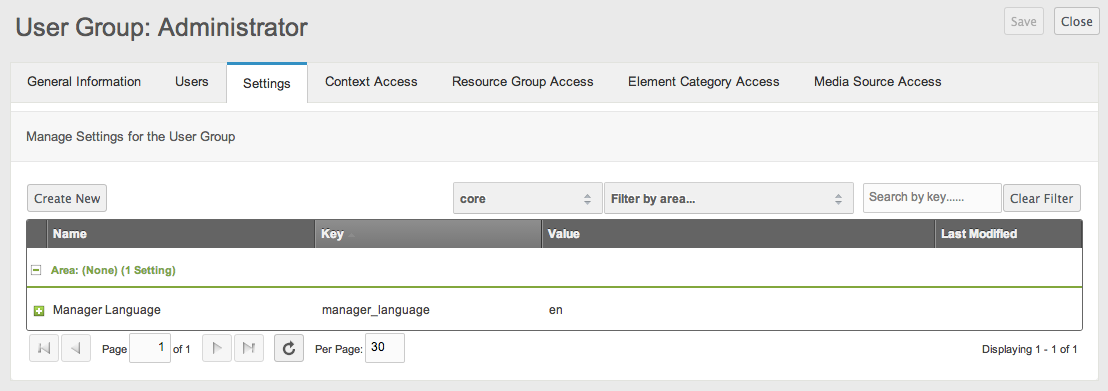 User Group: Administrator
Save Close
General Information Users Settings Context Access Resource Group Access Element Category Access Media Source Access
Manage Settings for the User Group
Create New core Filter by area... Search by key...... Clear Filter
Name Key Value Last Modified
Area: (None) (1 Setting)
Manager Language manager_language en
Page 1 of 1 Per Page: 30 Displaying 1 - 1 of 1